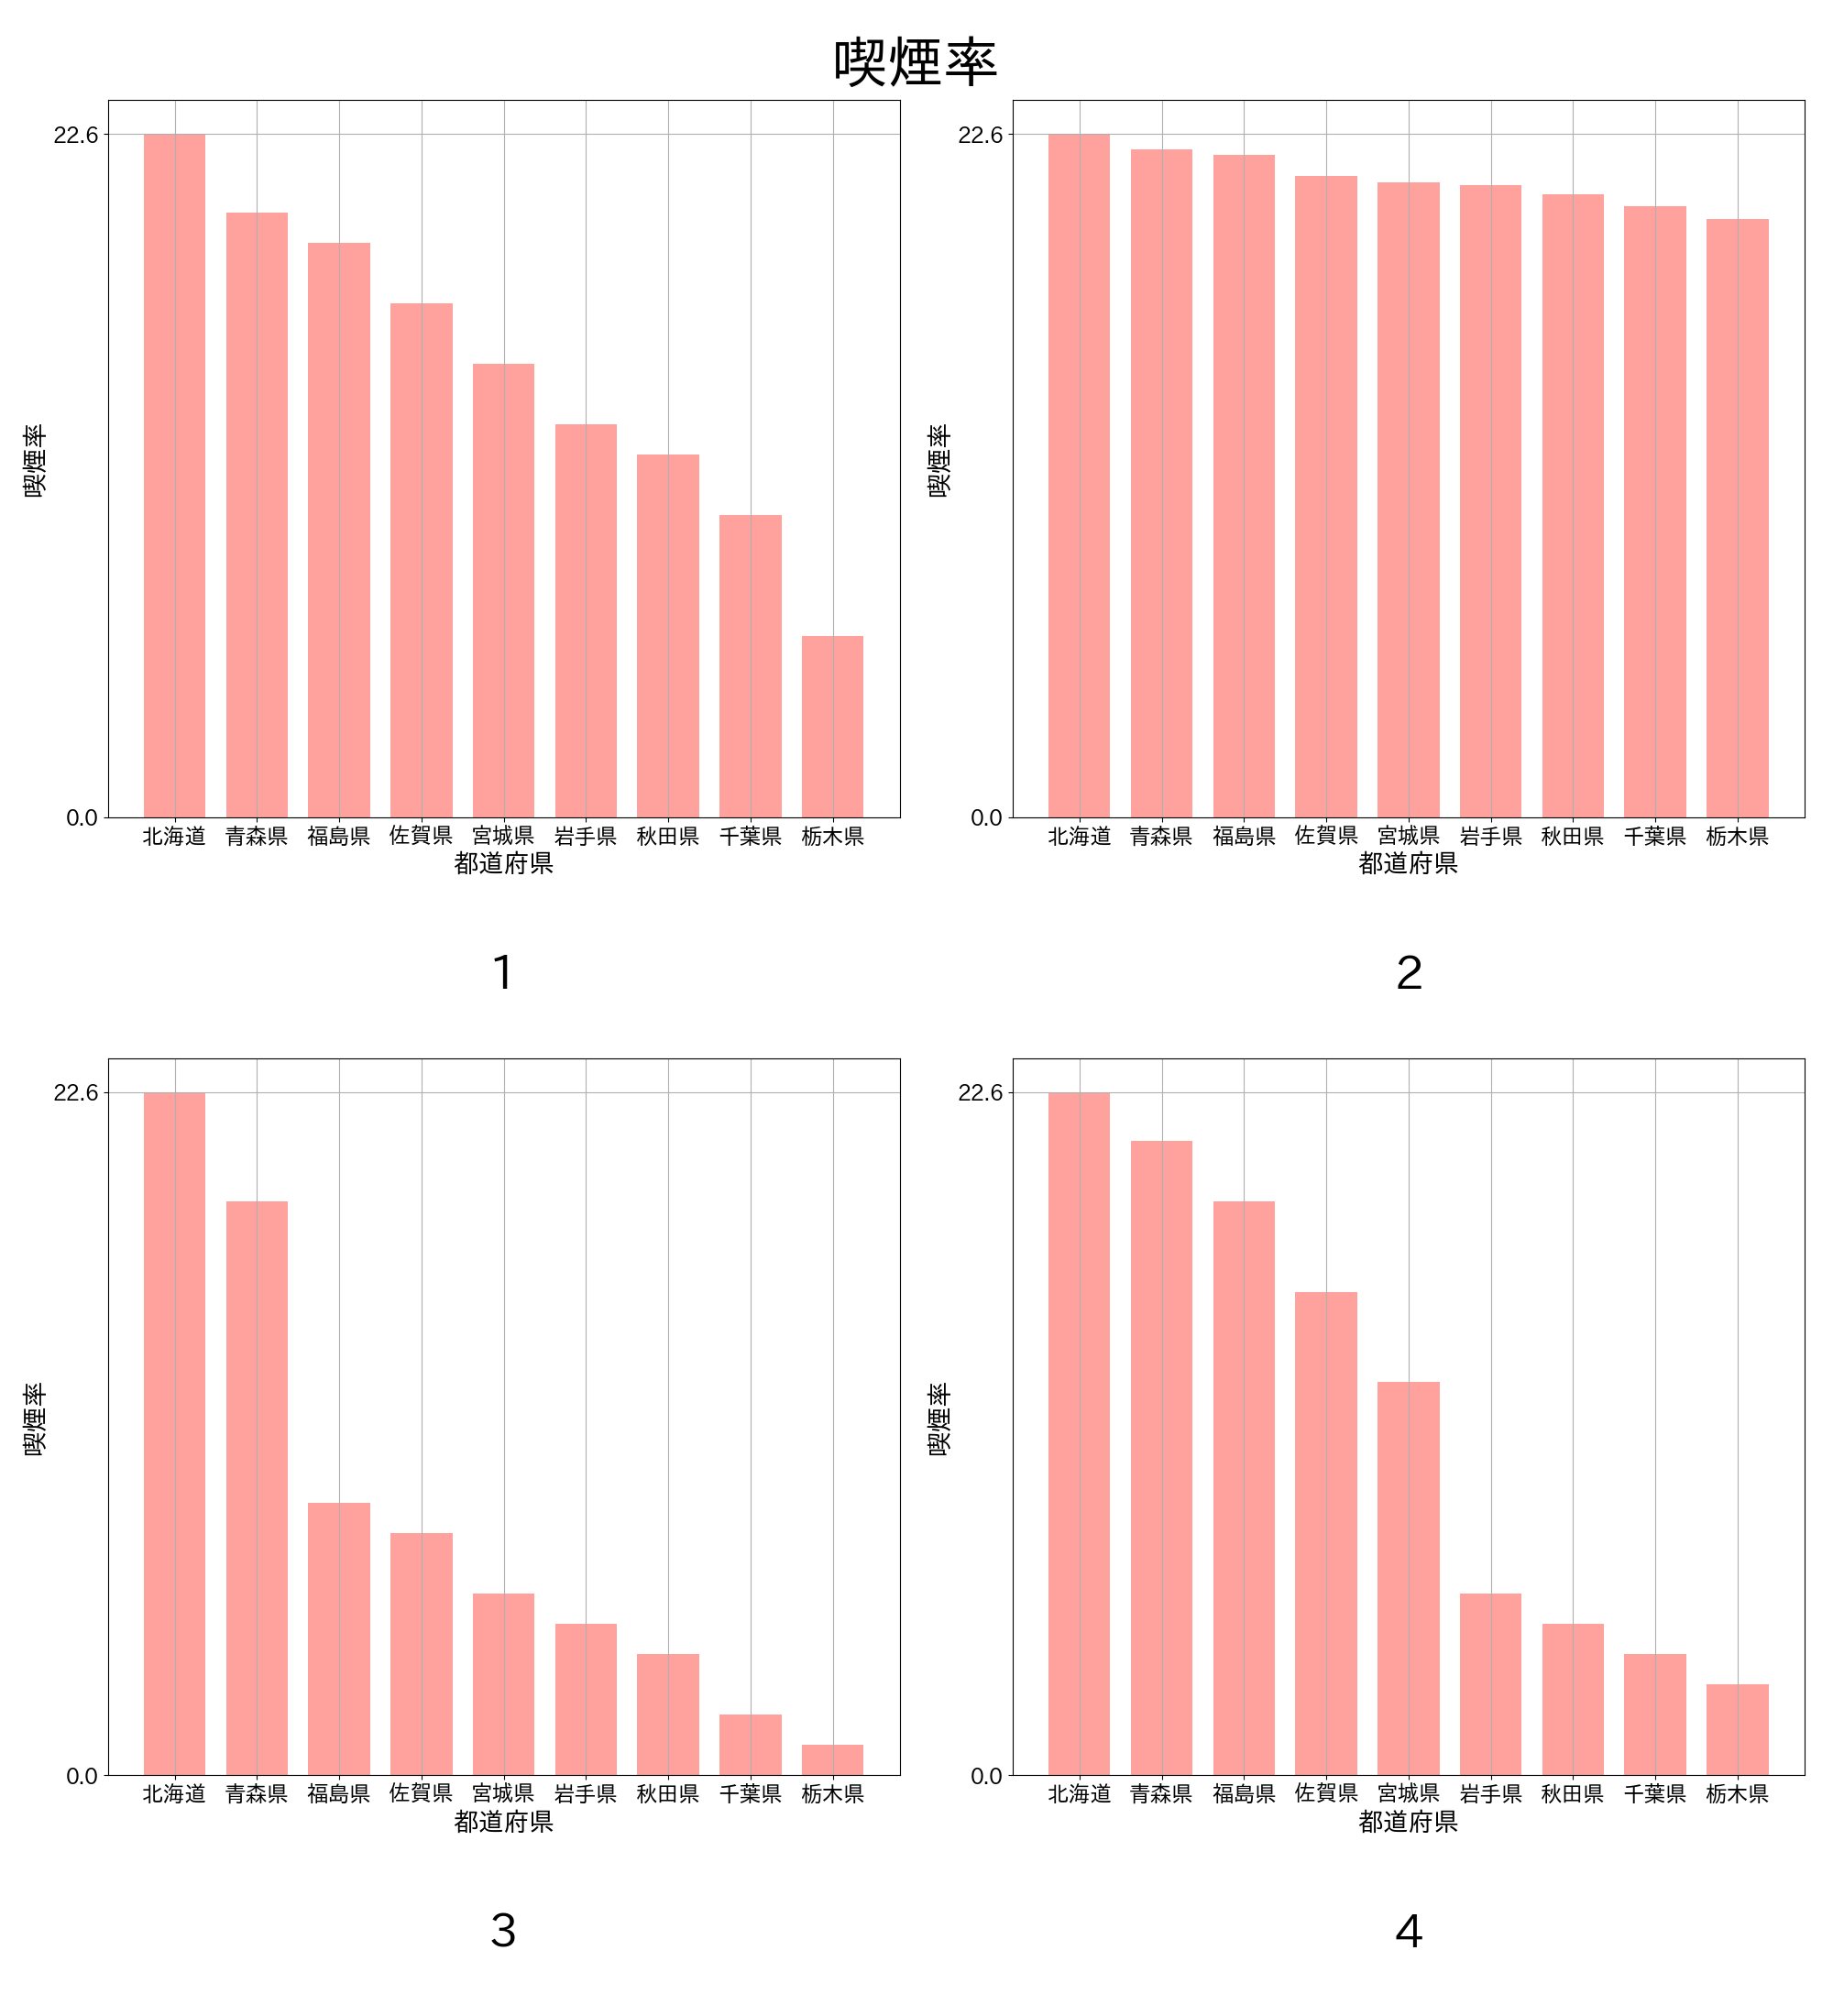 喫煙率
22.6
0.0
喫煙率
北海道 青森県 福島県 佐賀県 宮城県 岩手県 秋田県 千葉県 栃木県
都道府県
1
22.6
0.0
喫煙率
北海道 青森県 福島県 佐賀県 宮城県 岩手県 秋田県 千葉県 栃木県
都道府県
2
22.6
0.0
喫煙率
北海道 青森県 福島県 佐賀県 宮城県 岩手県 秋田県 千葉県 栃木県
都道府県
3
22.6
0.0
喫煙率
北海道 青森県 福島県 佐賀県 宮城県 岩手県 秋田県 千葉県 栃木県
都道府県
4